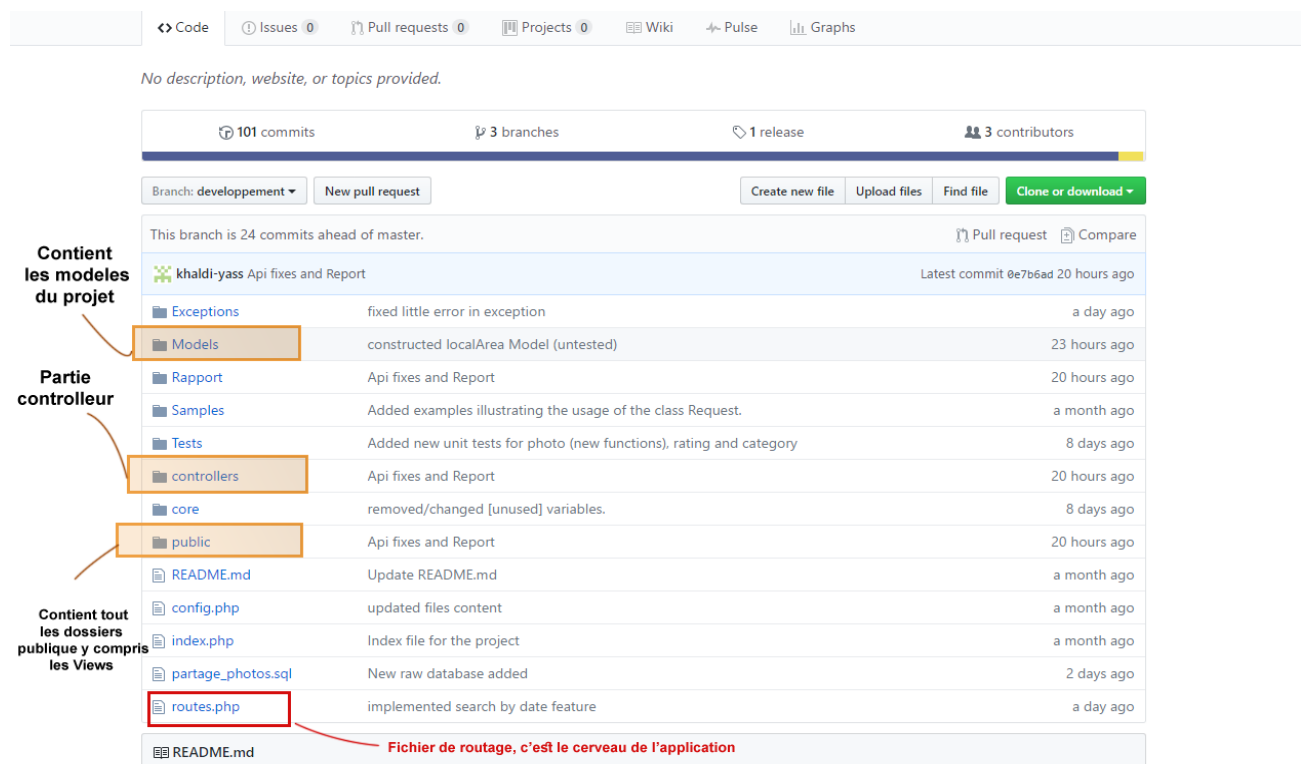 Code Issues 0 Pull requests 0 Projects 0 Wiki Pulse Graphs
No description, website, or topics provided.
101 commits 3 branches 1 release 3 contributors
Branch: developpement New pull request Create new file Upload files Find file Clone or download
This branch is 24 commits ahead of master. Pull request Compare
khaldi-yass Api fixes and Report Latest commit 0e7b6ad 20 hours ago
Contient
les modeles
du projet
Exceptions fixed little error in exception a day ago
Models constructed localArea Model (untested) 23 hours ago
Rapport Api fixes and Report 20 hours ago
Partie
controlleur
Samples Added examples illustrating the usage of the class Request. a month ago
Tests Added new unit tests for photo (new functions), rating and category 8 days ago
controllers Api fixes and Report 20 hours ago
core removed/changed [unused] variables. 8 days ago
public Api fixes and Report 20 hours ago
README.md Update README.md a month ago
config.php updated files content a month ago
Contient tout
les dossiers
publique y compris
les Views
index.php Index file for the project a month ago
partage_photos.sql New raw database added 2 days ago
routes.php implemented search by date feature a day ago
Fichier de routage, c'est le cerveau de l'application
README.md